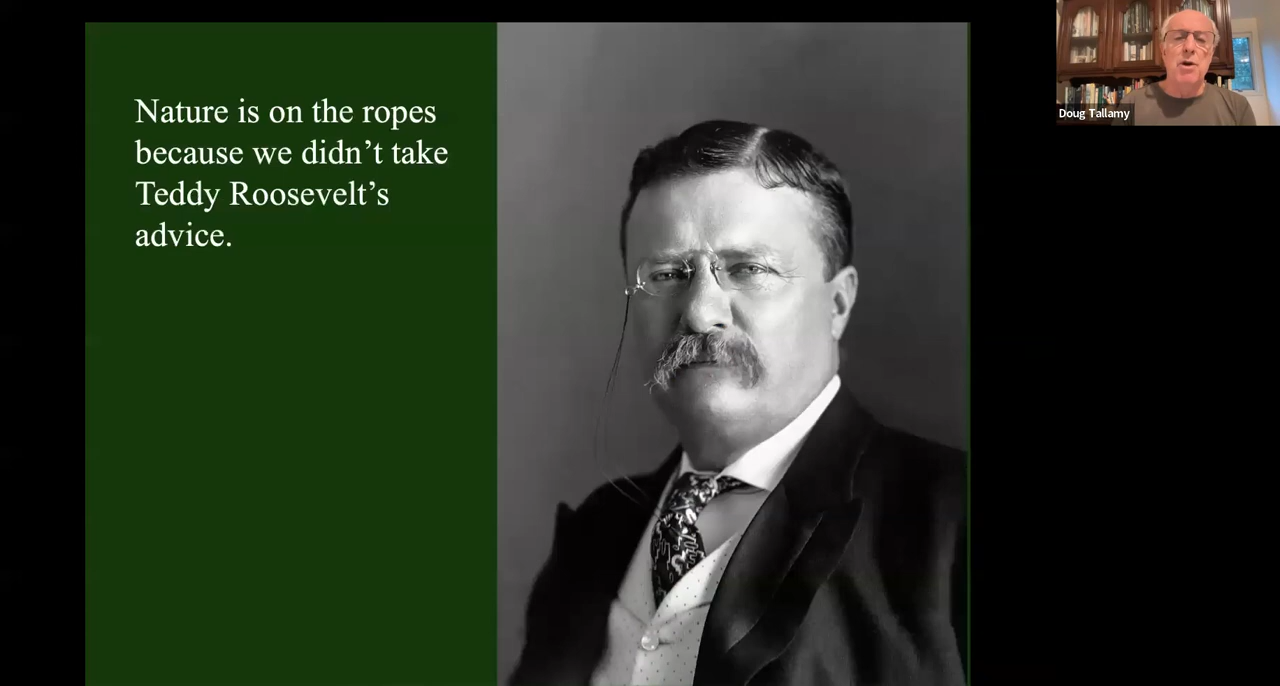 Nature is on the ropes
because we didn’t take
Teddy Roosevelt’s
advice.
Doug Tallamy